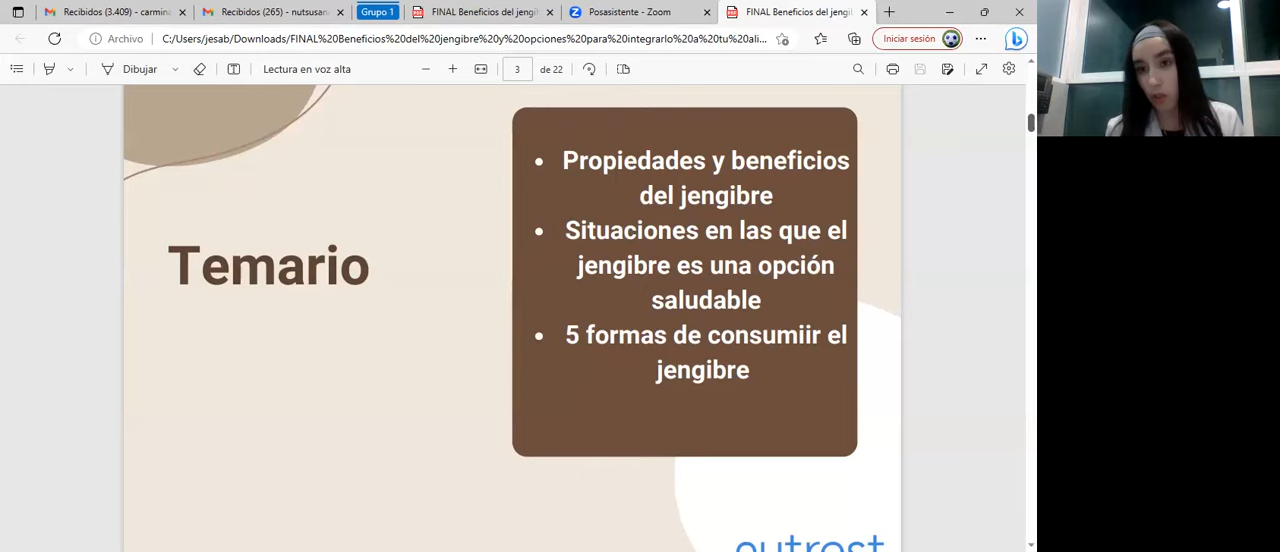 Recibidos (3.409) - carmina
Recibidos (265) - nutsusana
Grupo 1
FINAL Beneficios del jengi
Posasistente - Zoom
FINAL Beneficios del jengi
Archivo
C:/Users/jesab/Downloads/FINAL%20Beneficios%20del%20jengibre%20y%20opciones%20para%20integrarlo%20a%20tu%20ali...
Iniciar sesión
Dibujar
Lectura en voz alta
3
de 22
Temario
• Propiedades y beneficios
del jengibre
• Situaciones en las que el
jengibre es una opción
saludable
• 5 formas de consumiir el
jengibre